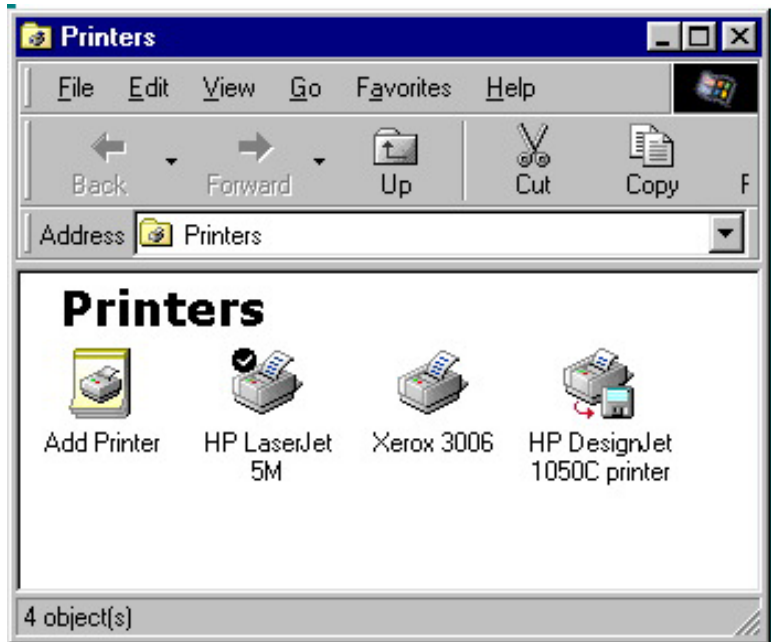 Printers
File Edit View Go Favorites Help
Back Forward Up Cut Copy
Address Printers
Printers
Add Printer HP LaserJet Xerox 3006 HP DesignJet
5M 1050C printer
4 object(s)